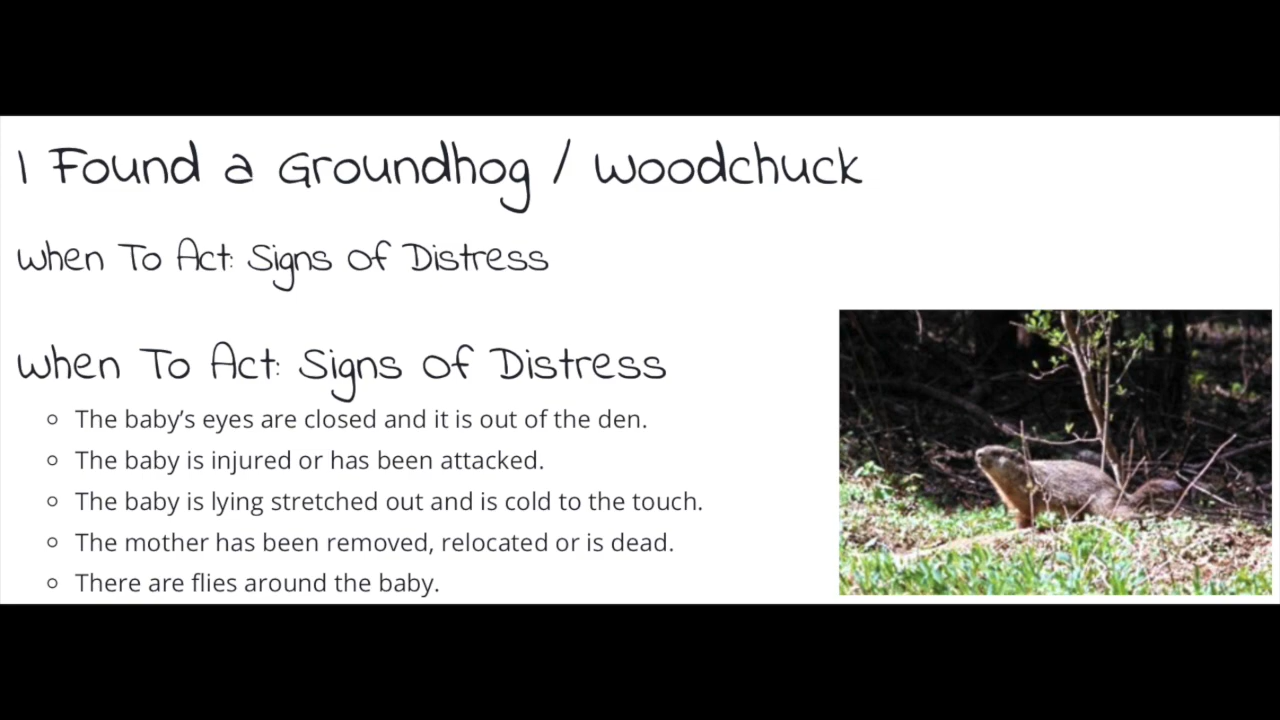 I Found a Groundhog / Woodchuck
When To Act: Signs of Distress
When To Act: Signs of Distress
The baby’s eyes are closed and it is out of the den.
The baby is injured or has been attacked.
The baby is lying stretched out and is cold to the touch.
The mother has been removed, relocated or is dead.
There are flies around the baby.